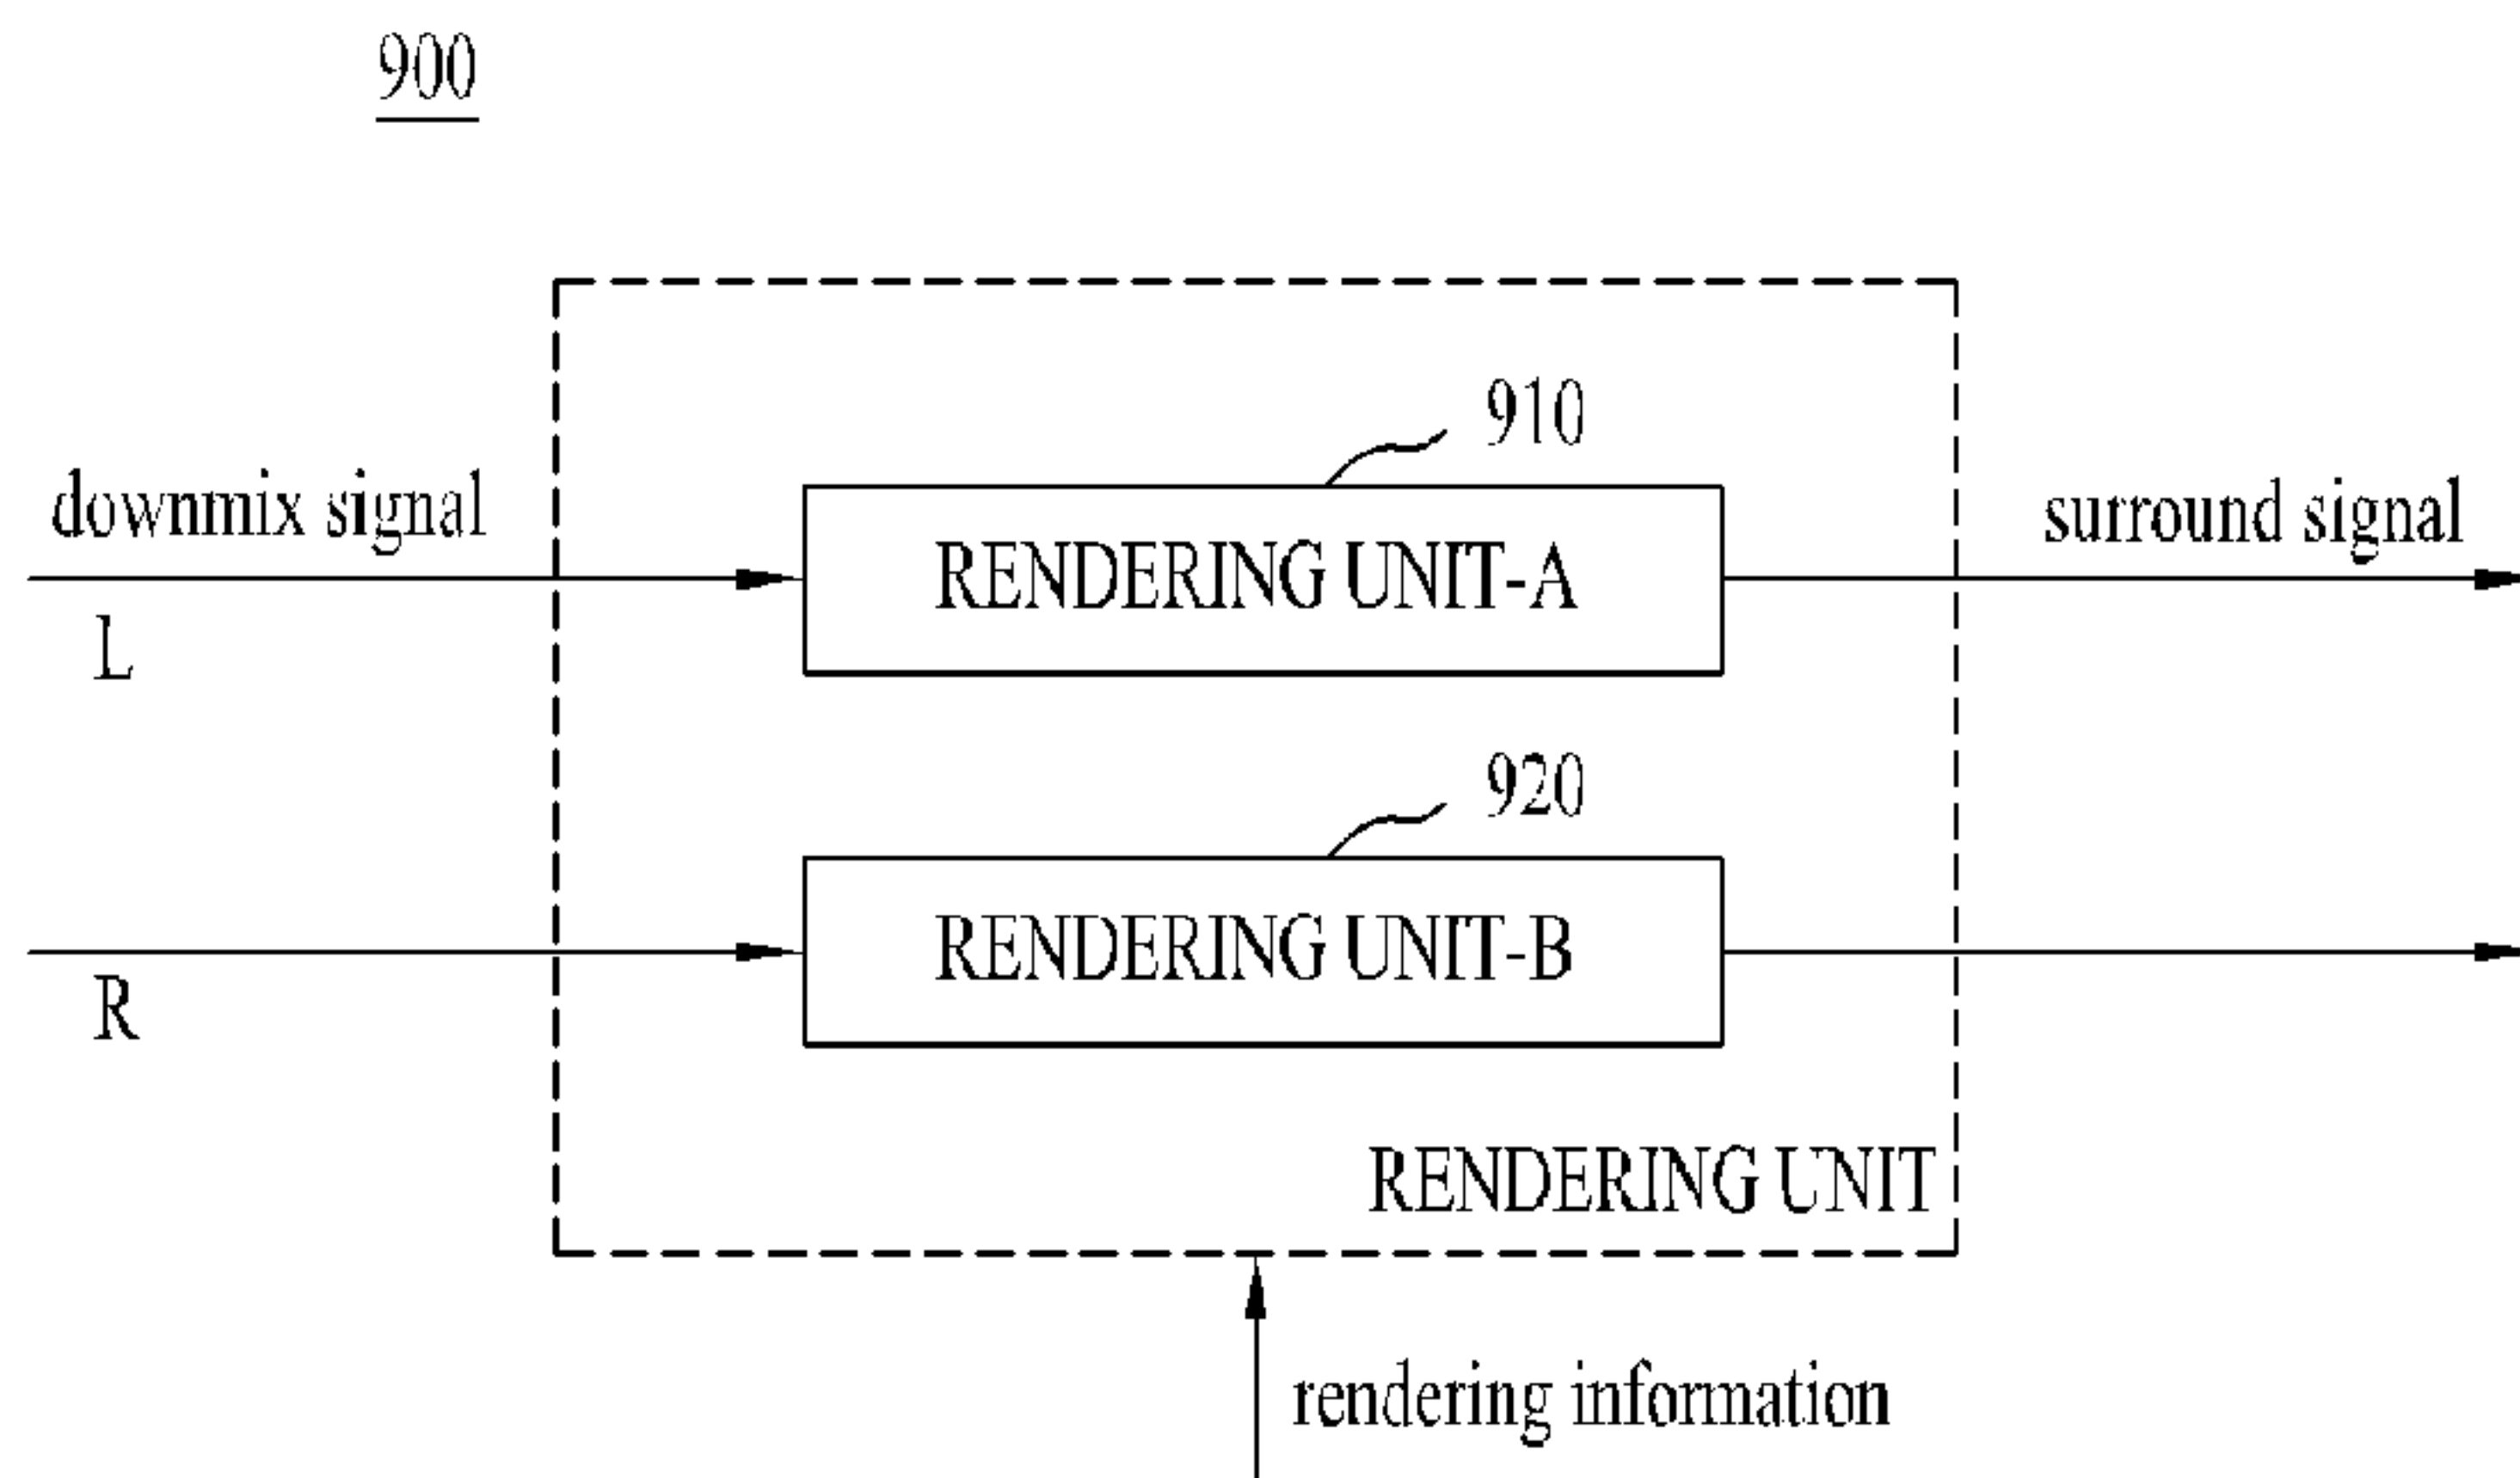 900
910
downmix signal
surround signal
RENDERING UNIT-A
L
920
RENDERING UNIT-B
R
RENDERING UNIT
rendering information